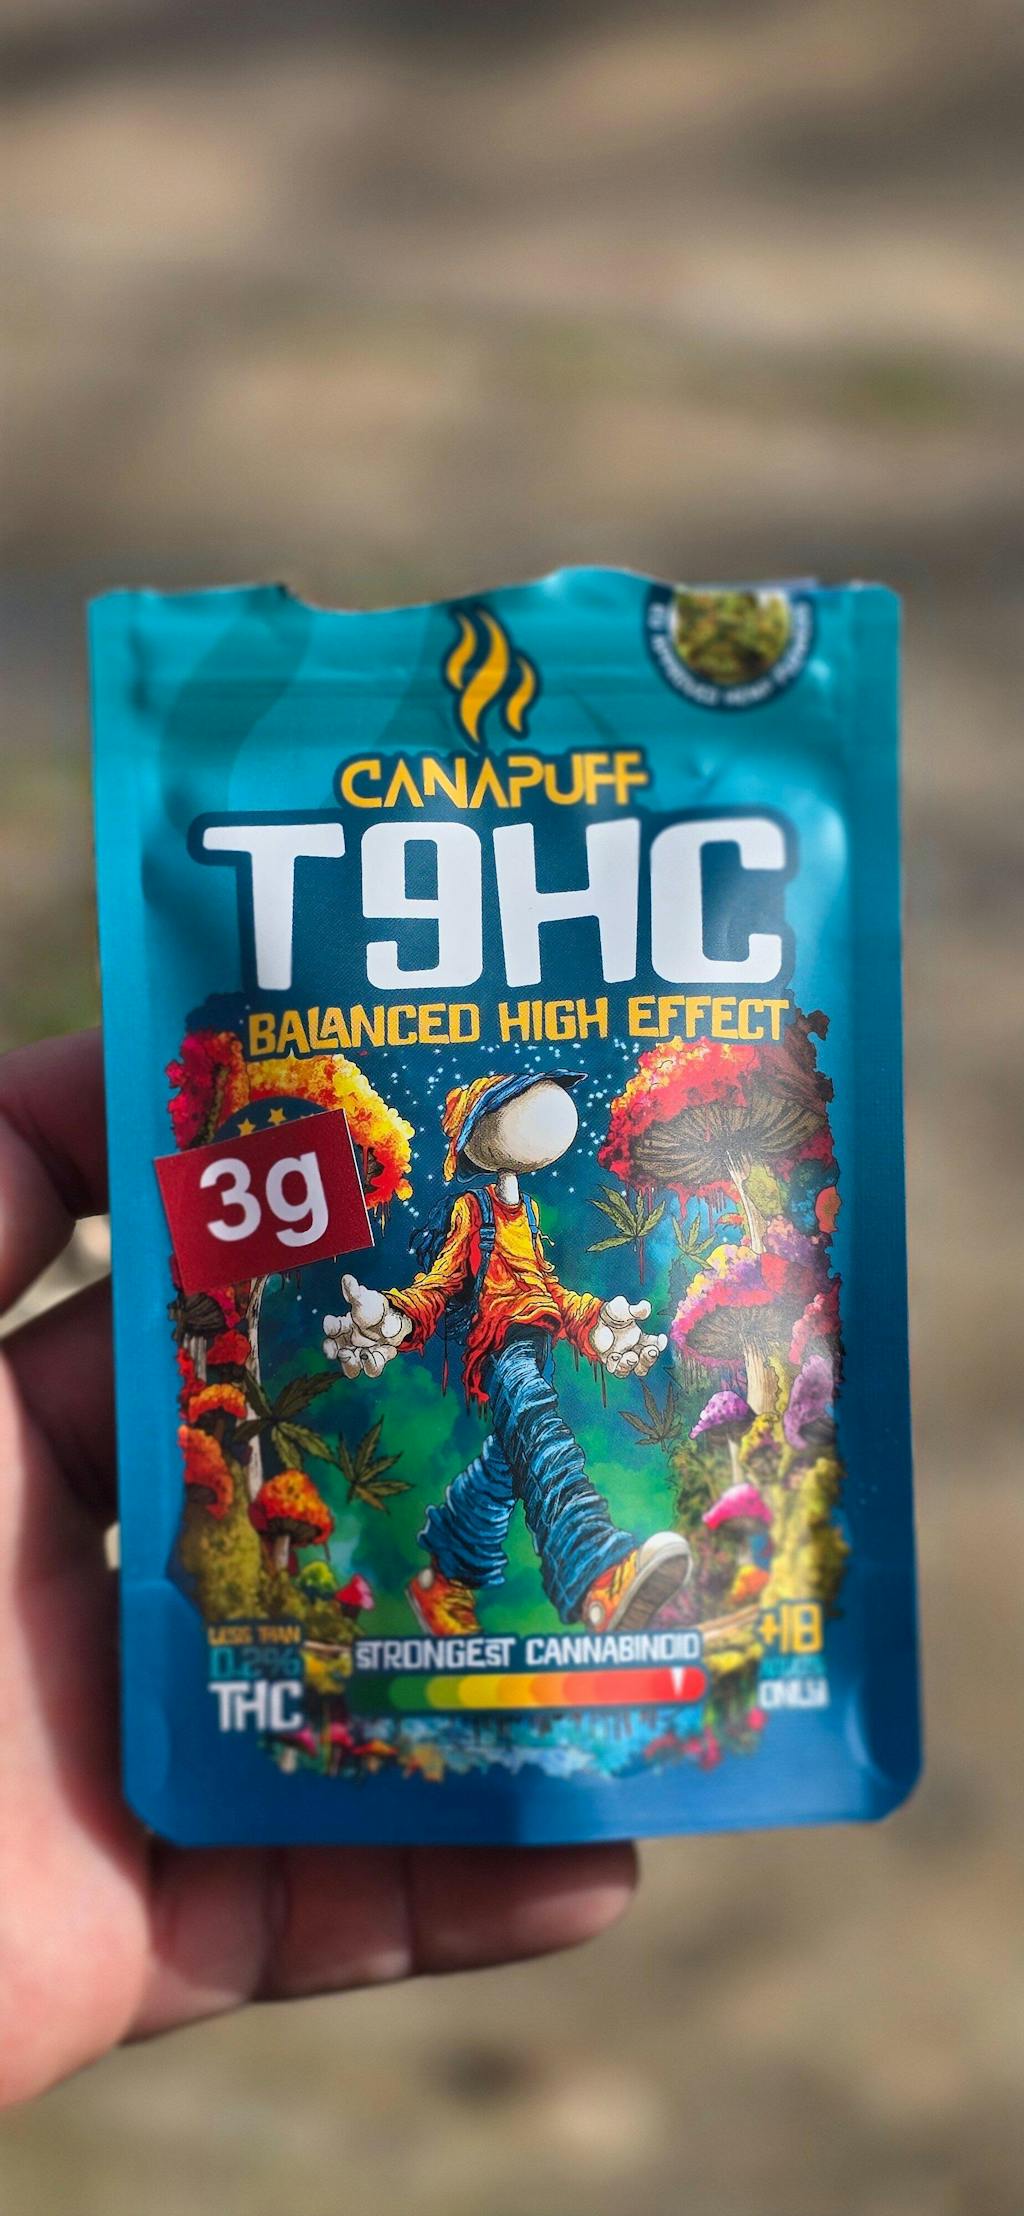 CANAPUFF
T9HC
BALANCED HIGH EFFECT
3g
STRONGEST CANNABINOID
LESS THAN
0.2%
THC
+18
ONLY